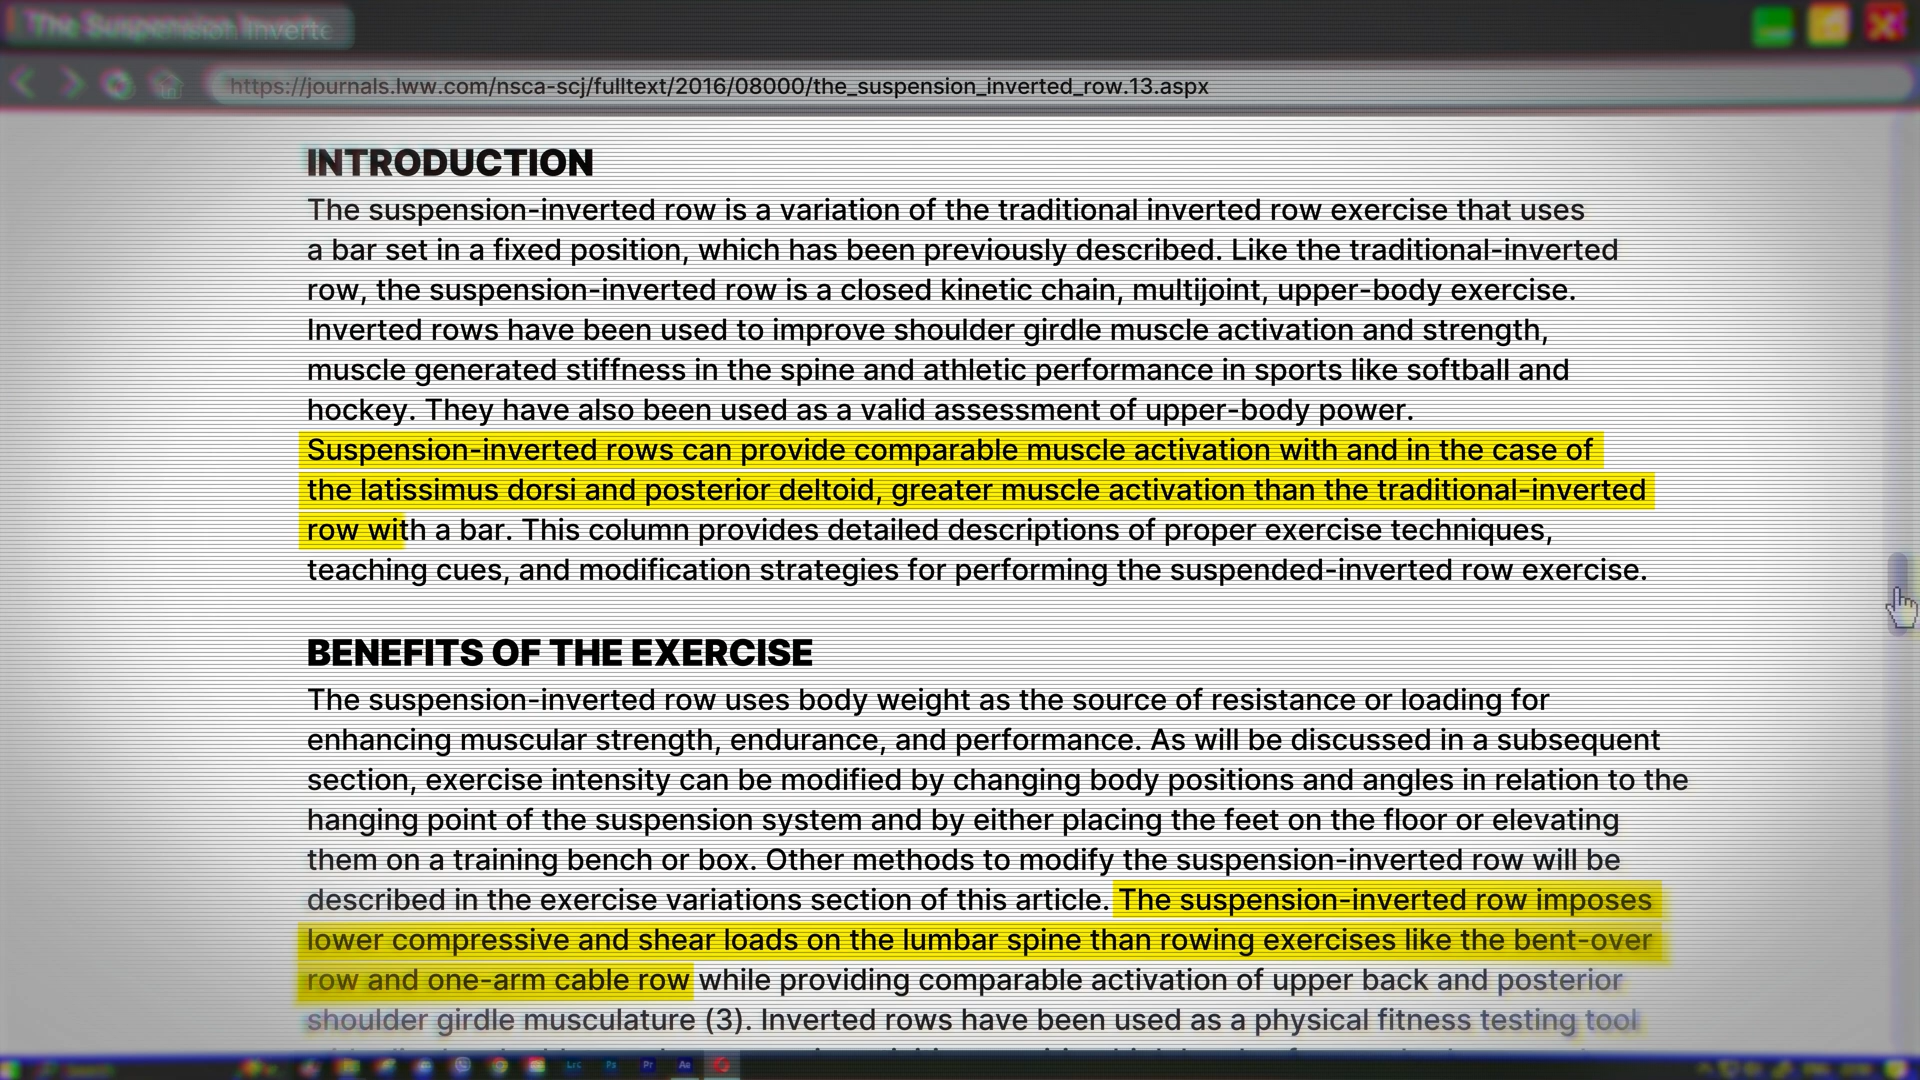 The Suspension Inverte
https://journals.lww.com/nsca-scj/fulltext/2016/08000/the_suspension_inverted_row.13.aspx
INTRODUCTION
The suspension-inverted row is a variation of the traditional inverted row exercise that uses
a bar set in a fixed position, which has been previously described. Like the traditional-inverted
row, the suspension-inverted row is a closed kinetic chain, multijoint, upper-body exercise.
Inverted rows have been used to improve shoulder girdle muscle activation and strength,
muscle generated stiffness in the spine and athletic performance in sports like softball and
hockey. They have also been used as a valid assessment of upper-body power.
Suspension-inverted rows can provide comparable muscle activation with and in the case of
the latissimus dorsi and posterior deltoid, greater muscle activation than the traditional-inverted
row with a bar. This column provides detailed descriptions of proper exercise techniques,
teaching cues, and modification strategies for performing the suspended-inverted row exercise.
BENEFITS OF THE EXERCISE
The suspension-inverted row uses body weight as the source of resistance or loading for
enhancing muscular strength, endurance, and performance. As will be discussed in a subsequent
section, exercise intensity can be modified by changing body positions and angles in relation to the
hanging point of the suspension system and by either placing the feet on the floor or elevating
them on a training bench or box. Other methods to modify the suspension-inverted row will be
described in the exercise variations section of this article. The suspension-inverted row imposes
lower compressive and shear loads on the lumbar spine than rowing exercises like the bent-over
row and one-arm cable row while providing comparable activation of upper back and posterior
shoulder girdle musculature (3). Inverted rows have been used as a physical fitness testing tool
Lrc Ps Pr Ae